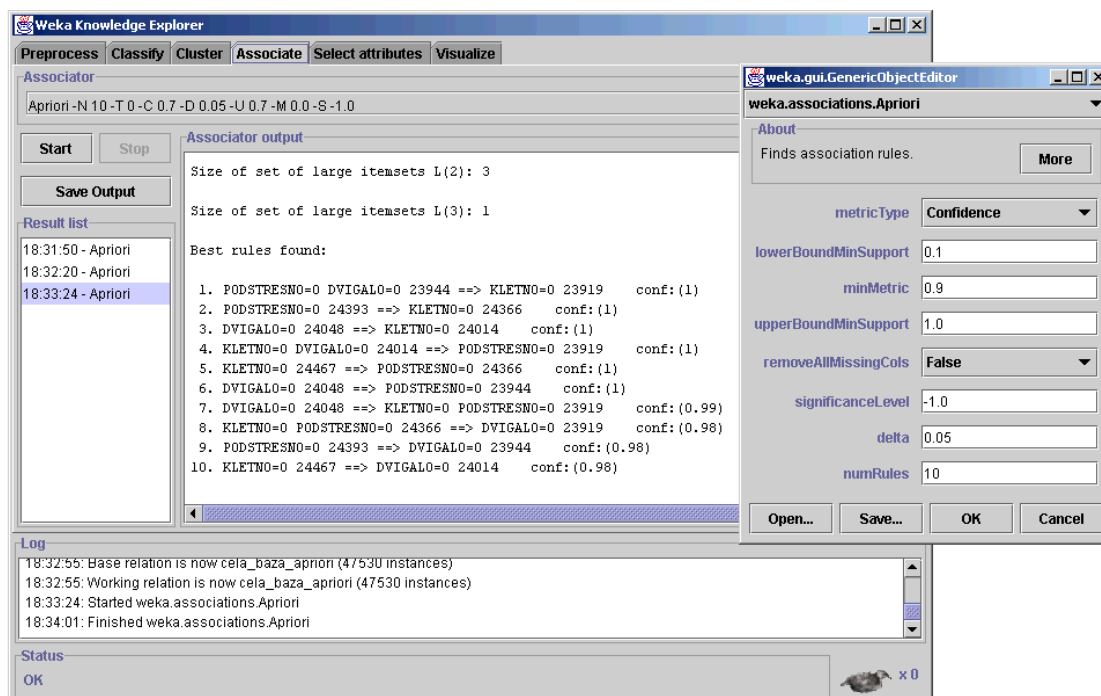 Weka Knowledge Explorer
Preprocess Classify Cluster Associate Select attributes Visualize
Associator
Apriori -N 10 -T 0 -C 0.7 -D 0.05 -U 0.7 -M 0.0 -S -1.0
Start Stop
Save Output
Result list
18:31:50 - Apriori
18:32:20 - Apriori
18:33:24 - Apriori
Associator output
Size of set of large itemsets L(2): 3
Size of set of large itemsets L(3): 1
Best rules found:
1. PODSTRESNO=0 DVIGALO=0 23944 ==> KLETNO=0 23919 conf:(1)
2. PODSTRESNO=0 24393 ==> KLETNO=0 24366 conf:(1)
3. DVIGALO=0 24048 ==> KLETNO=0 24014 conf:(1)
4. KLETNO=0 DVIGALO=0 24014 ==> PODSTRESNO=0 23919 conf:(1)
5. KLETNO=0 24467 ==> PODSTRESNO=0 24366 conf:(1)
6. DVIGALO=0 24048 ==> PODSTRESNO=0 23944 conf:(1)
7. DVIGALO=0 24048 ==> KLETNO=0 PODSTRESNO=0 23919 conf:(0.99)
8. KLETNO=0 PODSTRESNO=0 24366 ==> DVIGALO=0 23919 conf:(0.98)
9. PODSTRESNO=0 24393 ==> DVIGALO=0 23944 conf:(0.98)
10. KLETNO=0 24467 ==> DVIGALO=0 24014 conf:(0.98)
Log
18:32:55: Base relation is now cela_baza_apriori (47530 instances)
18:32:55: Working relation is now cela_baza_apriori (47530 instances)
18:33:24: Started weka.associations.Apriori
18:34:01: Finished weka.associations.Apriori
Status
OK
x 0
weka.gui.GenericObjectEditor
weka.associations.Apriori
About
Finds association rules.
More
metricType Confidence
lowerBoundMinSupport 0.1
minMetric 0.9
upperBoundMinSupport 1.0
removeAllMissingCols False
significanceLevel -1.0
delta 0.05
numRules 10
Open... Save... OK Cancel